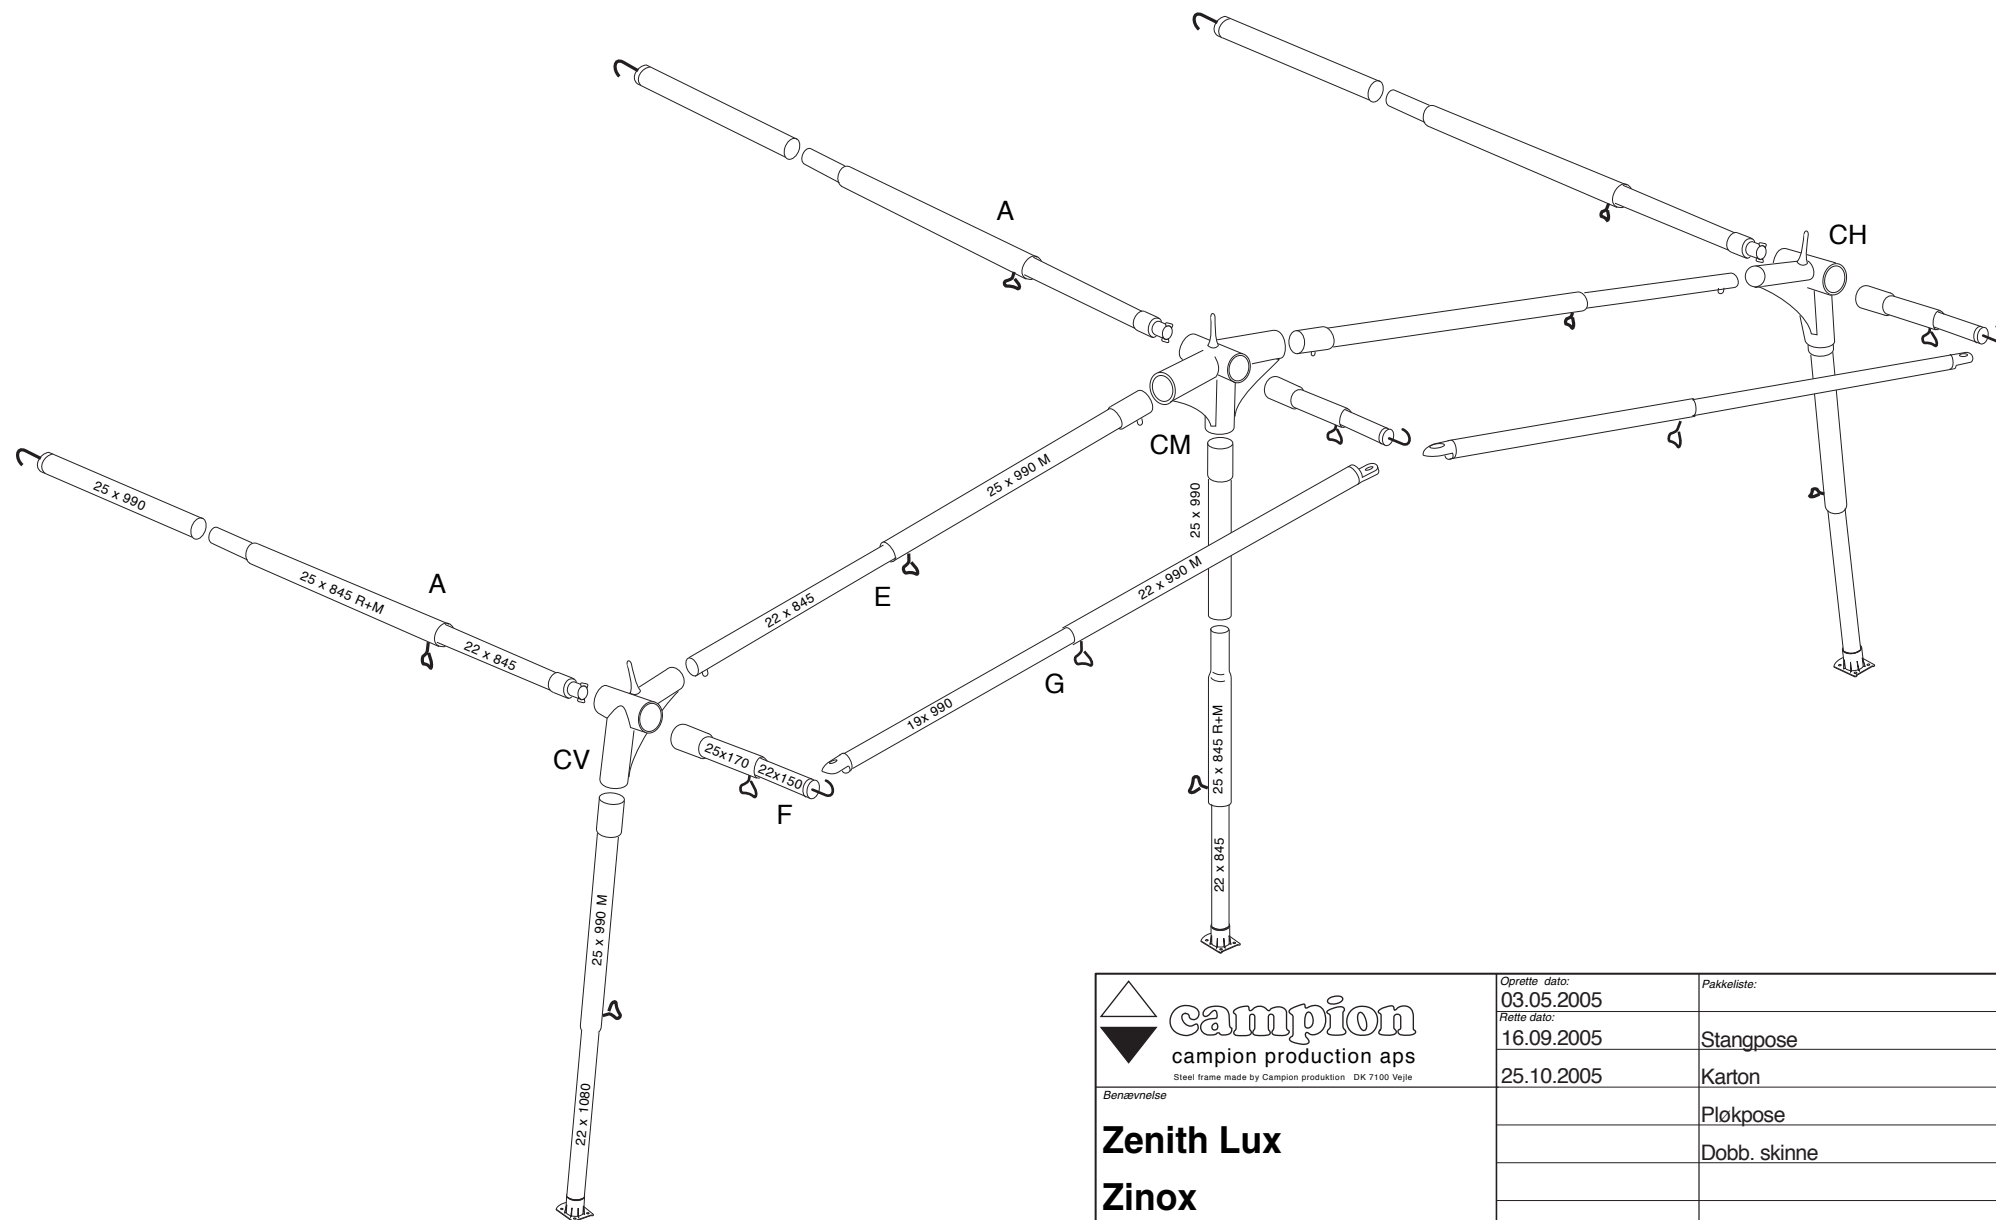 A
CH
CM
25 x 990
A
25 x 845 R+M
22 x 845
25 x 990 M
22 x 845
E
25 x 990
22 x 990 M
19x 990
G
25 x 845 R+M
22 x 845
CV
25x170
22x150
F
25 x 990 M
22 x 1080
campion
campion production aps
Steel frame made by Campion produktion DK 7100 Vejle
Benævnelse
Zenith Lux
Zinox
Oprette dato:
03.05.2005
Rette dato:
16.09.2005
25.10.2005
Pakkeliste:
Stangpose
Karton
Pløkpose
Dobb. skinne